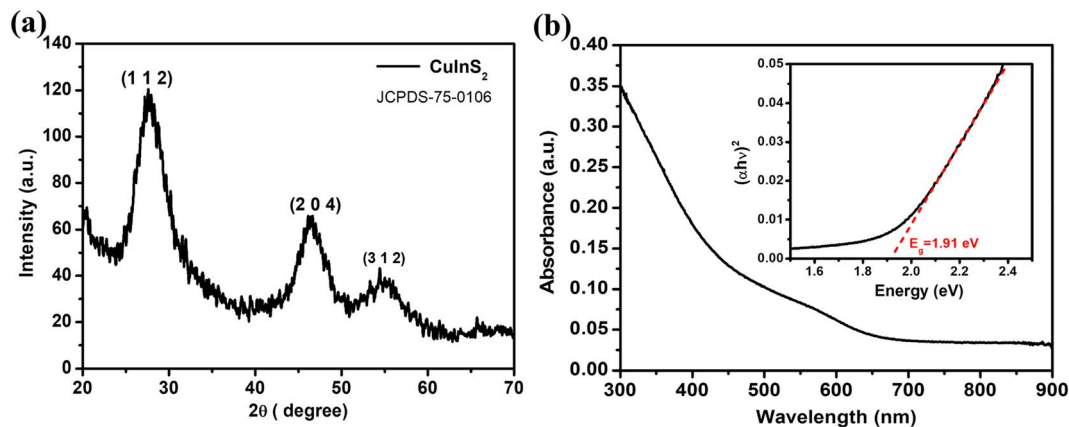 (a)
140
120
100
80
60
40
20
0
Intensity (a.u.)
(1 1 2)
(2 0 4)
(3 1 2)
CuInS2
JCPDS-75-0106
20 30 40 50 60 70
2θ ( degree)
(b)
0.40
0.35
0.30
0.25
0.20
0.15
0.10
0.05
0.00
Absorbance (a.u.)
0.05
0.04
0.03
0.02
0.01
0.00
(αhν)²
Eg=1.91 eV
1.6 1.8 2.0 2.2 2.4
Energy (eV)
300 400 500 600 700 800 900
Wavelength (nm)